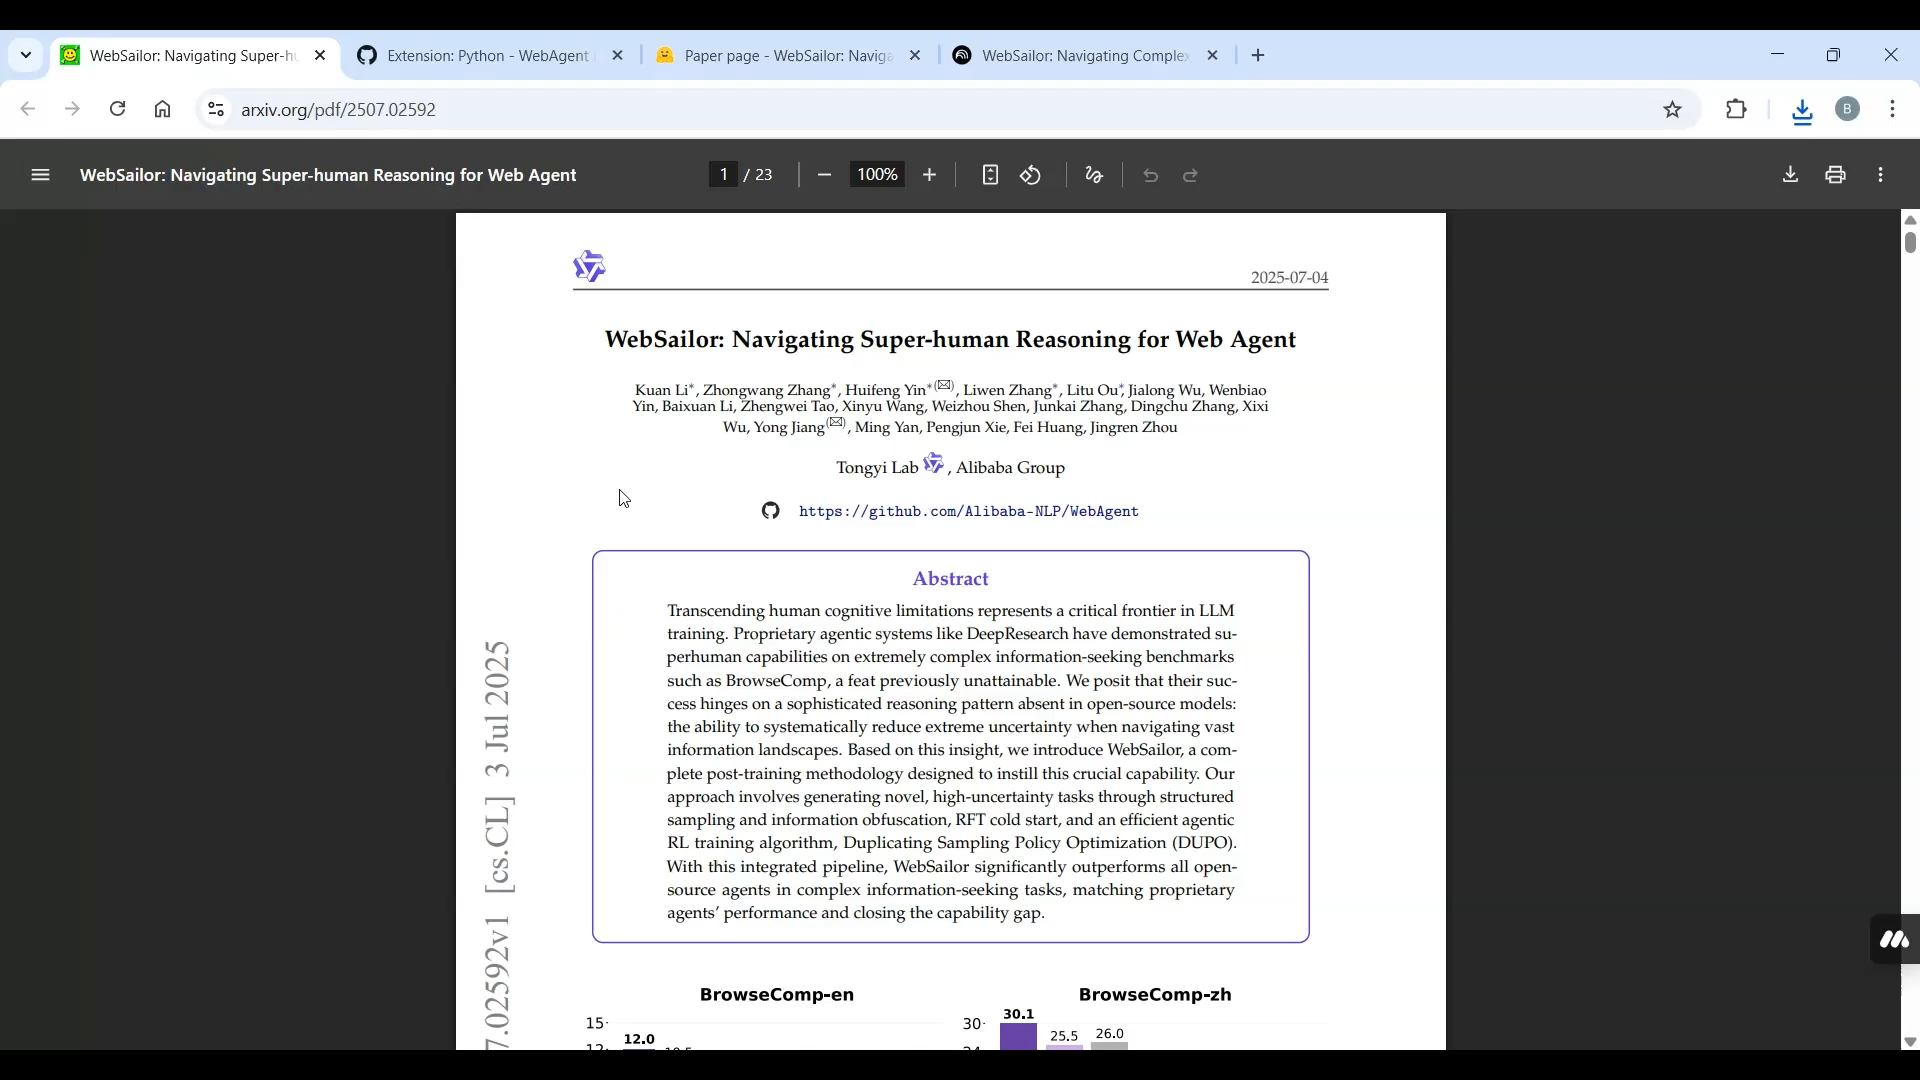 WebSailor: Navigating Super-hu
Extension: Python - WebAgent
Paper page - WebSailor: Naviga
WebSailor: Navigating Complex
arxiv.org/pdf/2507.02592
B
WebSailor: Navigating Super-human Reasoning for Web Agent
1 / 23
100%
2025-07-04
WebSailor: Navigating Super-human Reasoning for Web Agent
Kuan Li*, Zhongwang Zhang*, Huifeng Yin*(✉), Liwen Zhang*, Litu Ou*, Jialong Wu, Wenbiao
Yin, Baixuan Li, Zhengwei Tao, Xinyu Wang, Weizhou Shen, Junkai Zhang, Dingchu Zhang, Xixi
Wu, Yong Jiang(✉), Ming Yan, Pengjun Xie, Fei Huang, Jingren Zhou
Tongyi Lab , Alibaba Group
https://github.com/Alibaba-NLP/WebAgent
Abstract
Transcending human cognitive limitations represents a critical frontier in LLM
training. Proprietary agentic systems like DeepResearch have demonstrated su-
perhuman capabilities on extremely complex information-seeking benchmarks
such as BrowseComp, a feat previously unattainable. We posit that their suc-
cess hinges on a sophisticated reasoning pattern absent in open-source models:
the ability to systematically reduce extreme uncertainty when navigating vast
information landscapes. Based on this insight, we introduce WebSailor, a com-
plete post-training methodology designed to instill this crucial capability. Our
approach involves generating novel, high-uncertainty tasks through structured
sampling and information obfuscation, RFT cold start, and an efficient agentic
RL training algorithm, Duplicating Sampling Policy Optimization (DUPO).
With this integrated pipeline, WebSailor significantly outperforms all open-
source agents in complex information-seeking tasks, matching proprietary
agents' performance and closing the capability gap.
7.02592v1 [cs.CL] 3 Jul 2025
BrowseComp-en
15
12.0
BrowseComp-zh
30.1
30
25.5
26.0